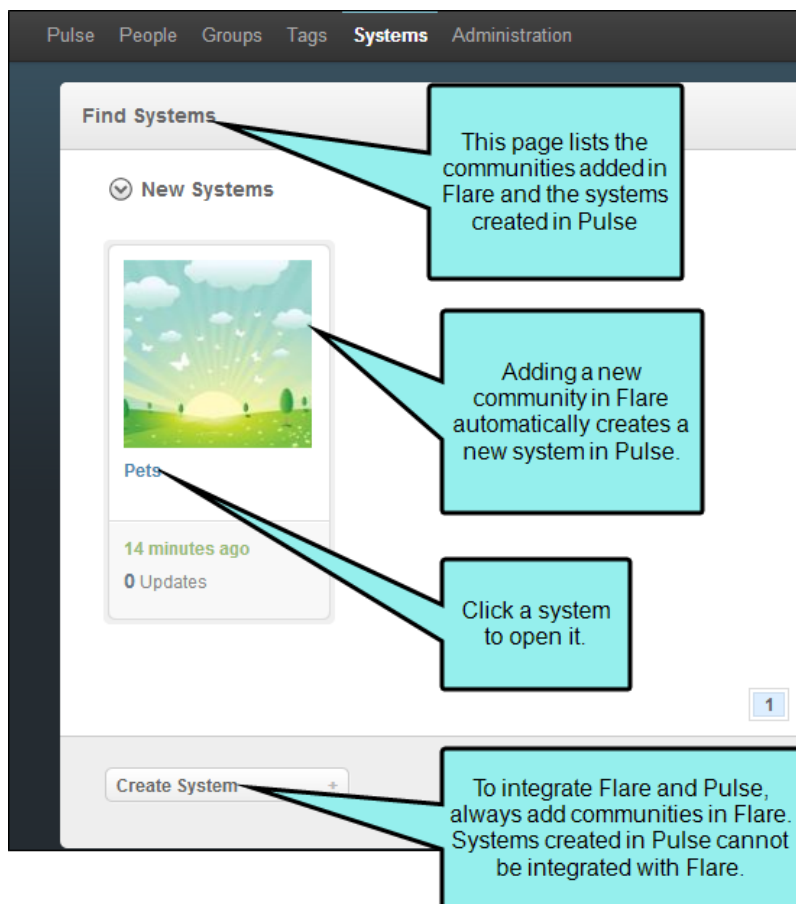 Pulse People Groups Tags Systems Administration
Find Systems
This page lists the
communities added in
Flare and the systems
created in Pulse
New Systems
Adding a new
community in Flare
automatically creates a
new system in Pulse.
Pets
14 minutes ago
0 Updates
Click a system
to open it.
1
Create System +
To integrate Flare and Pulse,
always add communities in Flare.
Systems created in Pulse cannot
be integrated with Flare.